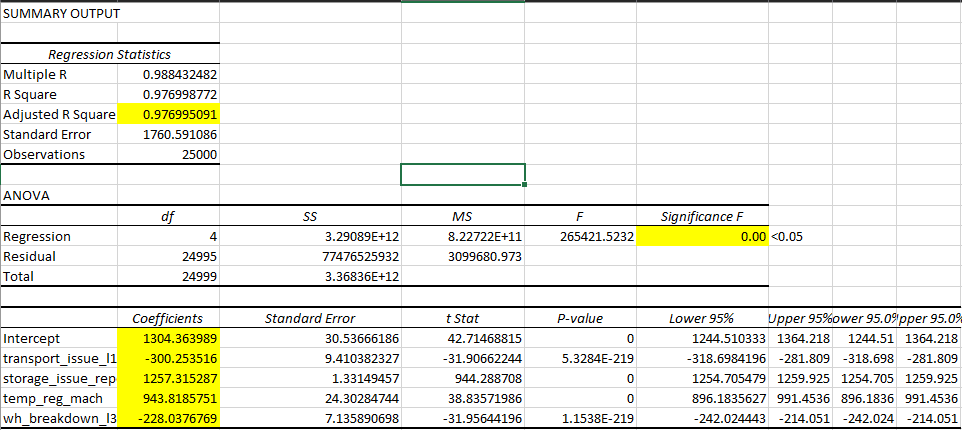 SUMMARY OUTPUT
Regression Statistics
Multiple R 0.988432482
R Square 0.976998772
Adjusted R Square 0.976995091
Standard Error 1760.591086
Observations 25000
ANOVA
df SS MS F Significance F
Regression 4 3.29089E+12 8.22722E+11 265421.5232 0.00 <0.05
Residual 24995 77476525932 3099680.973
Total 24999 3.36836E+12
Coefficients Standard Error t Stat P-value Lower 95% Upper 95% ower 95.0% pper 95.0%
Intercept 1304.363989 30.53666186 42.71468815 0 1244.510333 1364.218 1244.51 1364.218
transport_issue_l1 -300.253516 9.410382327 -31.90662244 5.3284E-219 -318.6984196 -281.809 -318.698 -281.809
storage_issue_rep 1257.315287 1.33149457 944.288708 0 1254.705479 1259.925 1254.705 1259.925
temp_reg_mach 943.8185751 24.30284744 38.83571986 0 896.1835627 991.4536 896.1836 991.4536
wh_breakdown_l3 -228.0376769 7.135890698 -31.95644196 1.1538E-219 -242.024443 -214.051 -242.024 -214.051